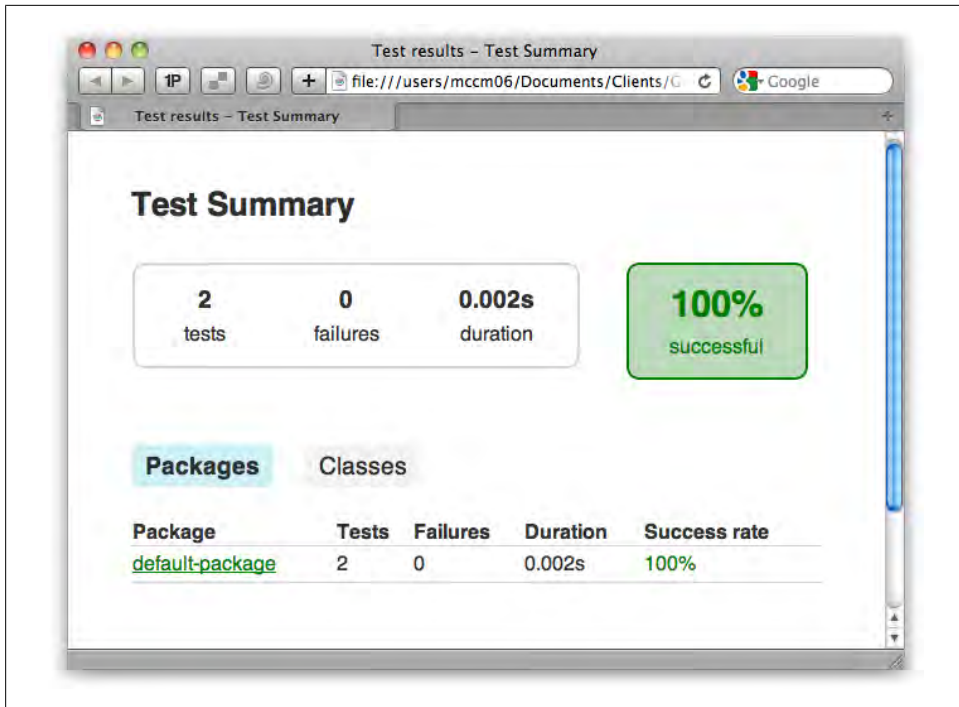 Test results – Test Summary
1P
+
file:///users/mccm06/Documents/Clients/G
Google
Test results – Test Summary
+
Test Summary
2
0
0.002s
tests
failures
duration
100%
successful
Packages
Classes
Package Tests Failures Duration Success rate
default-package 2 0 0.002s 100%